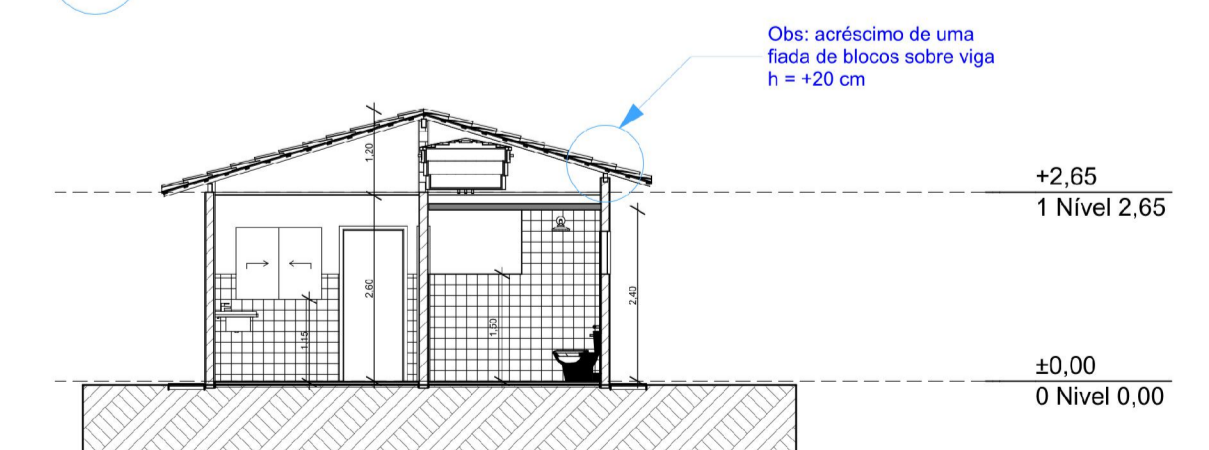 Obs: acréscimo de uma
fiada de blocos sobre viga
h = +20 cm
1,20
+2,65
1 Nível 2,65
2,60
2,40
1,15
1,50
±0,00
0 Nivel 0,00